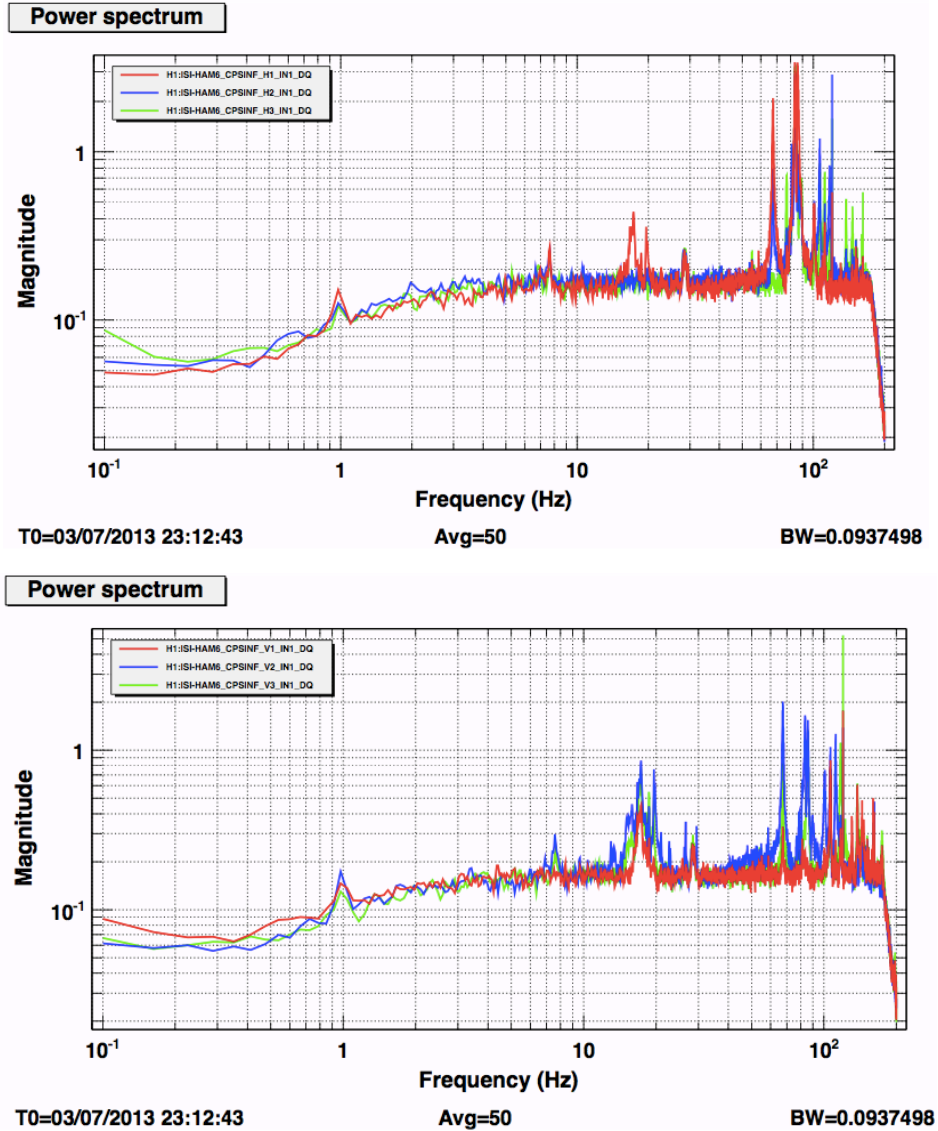 Power spectrum
H1:ISI-HAM6_CPSINF_H1_IN1_DQ
H1:ISI-HAM6_CPSINF_H2_IN1_DQ
H1:ISI-HAM6_CPSINF_H3_IN1_DQ
Magnitude
1
10⁻¹
10⁻¹ 1 10 10²
Frequency (Hz)
T0=03/07/2013 23:12:43 Avg=50 BW=0.0937498
Power spectrum
H1:ISI-HAM6_CPSINF_V1_IN1_DQ
H1:ISI-HAM6_CPSINF_V2_IN1_DQ
H1:ISI-HAM6_CPSINF_V3_IN1_DQ
Magnitude
1
10⁻¹
10⁻¹ 1 10 10²
Frequency (Hz)
T0=03/07/2013 23:12:43 Avg=50 BW=0.0937498